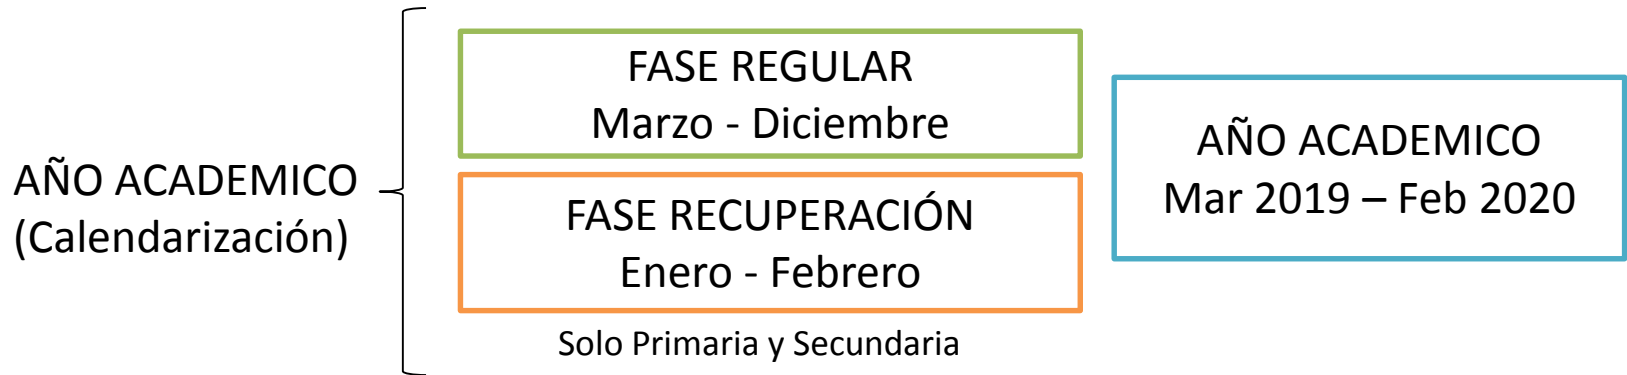 AÑO ACADEMICO
(Calendarización)
FASE REGULAR
Marzo - Diciembre
FASE RECUPERACIÓN
Enero - Febrero
Solo Primaria y Secundaria
AÑO ACADEMICO
Mar 2019 – Feb 2020